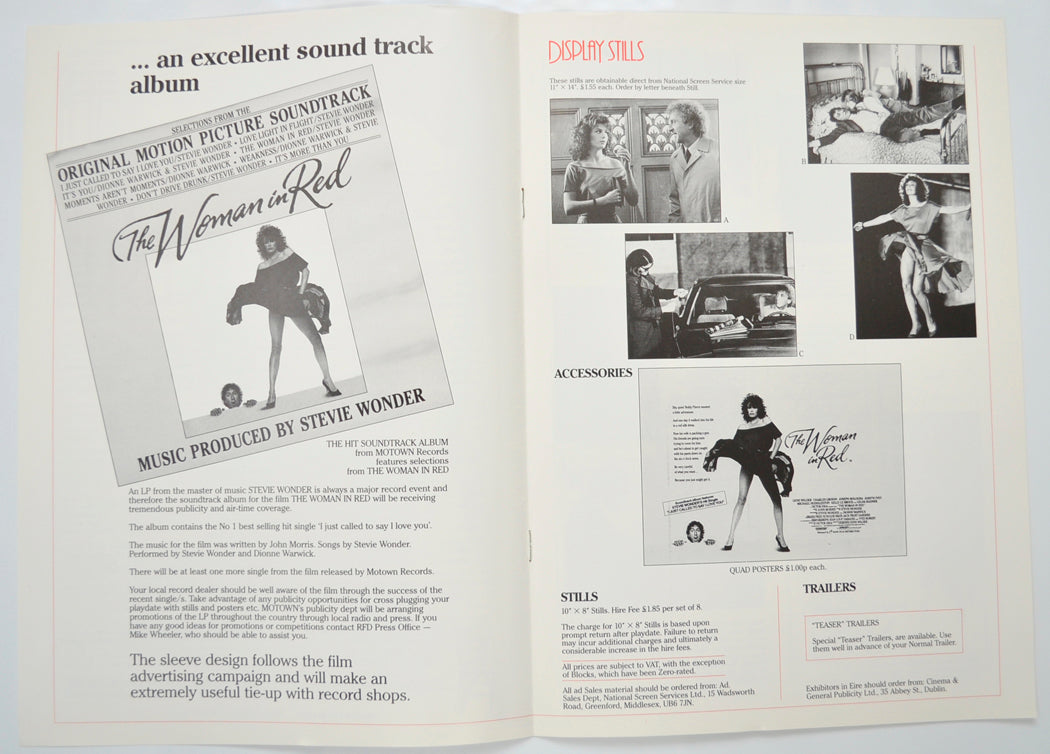 ... an excellent sound track
album
SELECTIONS FROM THE
ORIGINAL MOTION PICTURE SOUNDTRACK
I JUST CALLED TO SAY I LOVE YOU/STEVIE WONDER • LOVE LIGHT IN FLIGHT/STEVIE WONDER
IT'S YOU/DIONNE WARWICK & STEVIE WONDER • THE WOMAN IN RED/STEVIE WONDER
MOMENTS AREN'T MOMENTS/DIONNE WARWICK • WEAKNESS/DIONNE WARWICK & STEVIE
WONDER • DON'T DRIVE DRUNK/STEVIE WONDER • IT'S MORE THAN YOU
The Woman in Red
MUSIC PRODUCED BY STEVIE WONDER
THE HIT SOUNDTRACK ALBUM
from MOTOWN Records
features selections
from THE WOMAN IN RED
An LP from the master of music STEVIE WONDER is always a major record event and
therefore the soundtrack album for the film THE WOMAN IN RED will be receiving
tremendous publicity and air-time coverage.
The album contains the No 1 best selling hit single 'I just called to say I love you'.
The music for the film was written by John Morris. Songs by Stevie Wonder.
Performed by Stevie Wonder and Dionne Warwick.
There will be at least one more single from the film released by Motown Records.
Your local record dealer should be well aware of the film through the success of the
recent single/s. Take advantage of any publicity opportunities for cross plugging your
playdate with stills and posters etc. MOTOWN's publicity dept will be arranging
promotions of the LP throughout the country through local radio and press. If you
have any good ideas for promotions or competitions contact RFD Press Office —
Mike Wheeler, who should be able to assist you.
The sleeve design follows the film
advertising campaign and will make an
extremely useful tie-up with record shops.
DISPLAY STILLS
These stills are obtainable direct from National Screen Service size
11" × 14". £1.55 each. Order by letter beneath Still.
A
B
C
D
ACCESSORIES
The Woman
in Red
Soundtrack Album features
STEVIE WONDER'S Hit Single
"I JUST CALLED TO SAY I LOVE YOU"
QUAD POSTERS £1.00p each.
STILLS
10" × 8" Stills. Hire Fee £1.85 per set of 8.
The charge for 10" × 8" Stills is based upon
prompt return after playdate. Failure to return
may incur additional charges and ultimately a
considerable increase in the hire fees.
All prices are subject to VAT, with the exception
of Blocks, which have been Zero-rated.
All ad Sales material should be ordered from: Ad.
Sales Dept, National Screen Services Ltd., 15 Wadsworth
Road, Greenford, Middlesex, UB6 7JN.
TRAILERS
"TEASER" TRAILERS
Special "Teaser" Trailers, are available. Use
them well in advance of your Normal Trailer.
Exhibitors in Eire should order from: Cinema &
General Publicity Ltd., 35 Abbey St., Dublin.